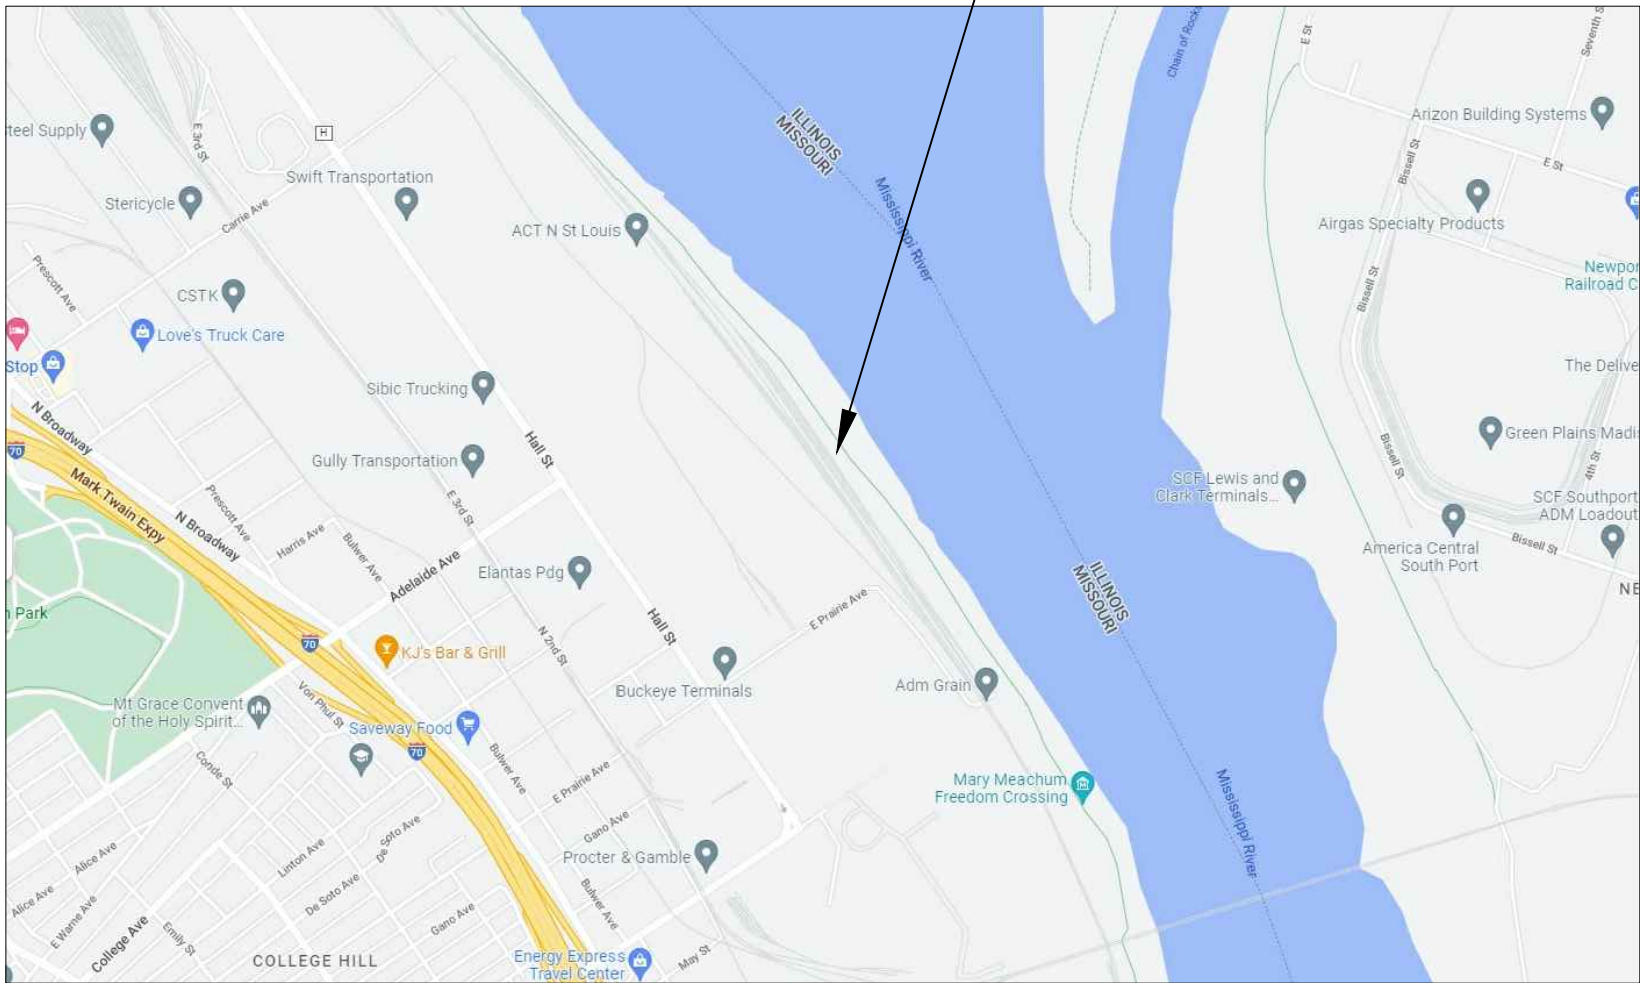 E St
Seventh S
Chain of Rocks
Arizon Building Systems
teel Supply
E 3rd St
H
ILLINOIS
MISSOURI
Bissell St
E St
Swift Transportation
Mississippi River
Stericycle
Carrie Ave
ACT N St Louis
Airgas Specialty Products
Prescott Ave
Newpor
Railroad C
CSTK
Bissell St
Love's Truck Care
Stop
The Delive
Sibic Trucking
N Broadway
Hall St
Green Plains Madi
70
Gully Transportation
Bissell St
4th St
Mark Twain Expy
SCF Lewis and
Clark Terminals...
Prescott Ave
E 3rd St
SCF Southport
ADM Loadout
N Broadway
Harris Ave
Bulwer Ave
Bissell St
America Central
South Port
Adelaide Ave
Elantas Pdg
ILLINOIS
MISSOURI
NE
n Park
E Prairie Ave
Hall St
70
N 2nd St
KJ's Bar & Grill
Buckeye Terminals
Adm Grain
Von Phul St
Mt Grace Convent
of the Holy Spirit...
Saveway Food
70
Conde St
Bulwer Ave
E Prairie Ave
Mary Meachum
Freedom Crossing
Mississippi River
De Soto Ave
Gano Ave
Alice Ave
Linton Ave
Procter & Gamble
De Soto Ave
Alice Ave
E Warne Ave
Bulwer Ave
Gano Ave
College Ave
Emily St
COLLEGE HILL
Energy Express
Travel Center
May St